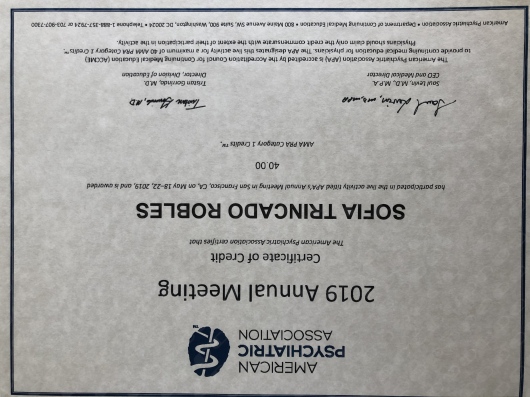 AMERICAN
PSYCHIATRIC
ASSOCIATION
2019 Annual Meeting
Certificate of Credit
The American Psychiatric Association certifies that
SOFIA TRINCADO ROBLES
has participated in the live activity titled APA's Annual Meeting in San Francisco, CA, on May 18-22, 2019, and is awarded
40.00
AMA PRA Category 1 Credits™.
Saul Levin, M.D., M.P.A.
CEO and Medical Director
Tristan Gorrindo, M.D.
Director, Division of Education
The American Psychiatric Association (APA) is accredited by the Accreditation Council for Continuing Medical Education (ACCME)
to provide continuing medical education for physicians. The APA designates this live activity for a maximum of 40 AMA PRA Category 1 Credits™.
Physicians should claim only the credit commensurate with the extent of their participation in the activity.
American Psychiatric Association • Department of Continuing Medical Education • 800 Maine Avenue SW, Suite 900, Washington, DC 20024 • Telephone 1-888-357-7924 or 703-907-7300